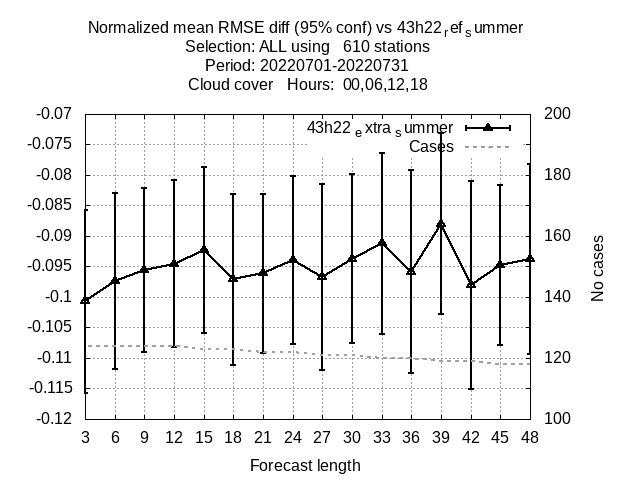 Normalized mean RMSE diff (95% conf) vs 43h22refsummer
Selection: ALL using 610 stations
Period: 20220701-20220731
Cloud cover Hours: 00,06,12,18
43h22extrasummer
Cases
-0.07
-0.075
-0.08
-0.085
-0.09
-0.095
-0.1
-0.105
-0.11
-0.115
-0.12
200
180
160
140
120
100
No cases
3 6 9 12 15 18 21 24 27 30 33 36 39 42 45 48
Forecast length